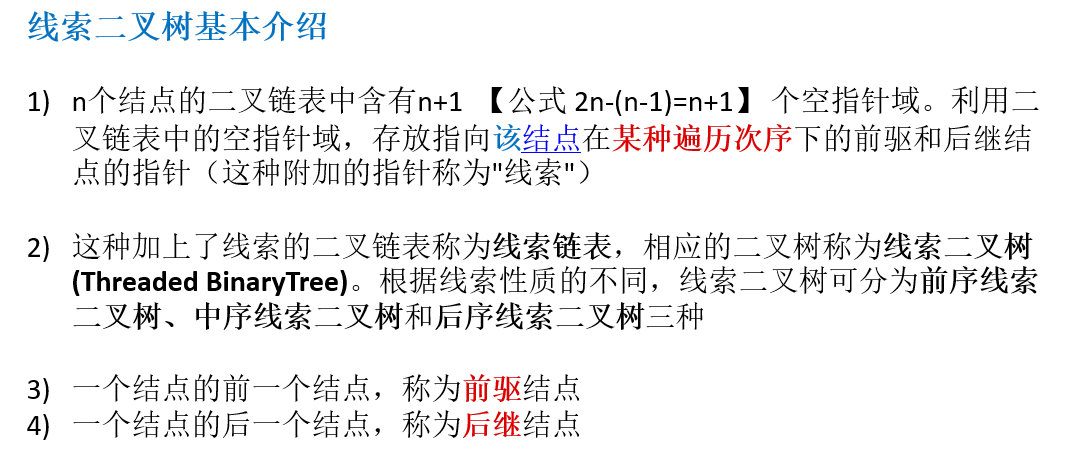 线索二叉树基本介绍
1) n个结点的二叉链表中含有n+1 【公式 2n-(n-1)=n+1】 个空指针域。利用二
叉链表中的空指针域，存放指向该结点在某种遍历次序下的前驱和后继结
点的指针（这种附加的指针称为"线索"）
2) 这种加上了线索的二叉链表称为线索链表，相应的二叉树称为线索二叉树
(Threaded BinaryTree)。根据线索性质的不同，线索二叉树可分为前序线索
二叉树、中序线索二叉树和后序线索二叉树三种
3) 一个结点的前一个结点，称为前驱结点
4) 一个结点的后一个结点，称为后继结点